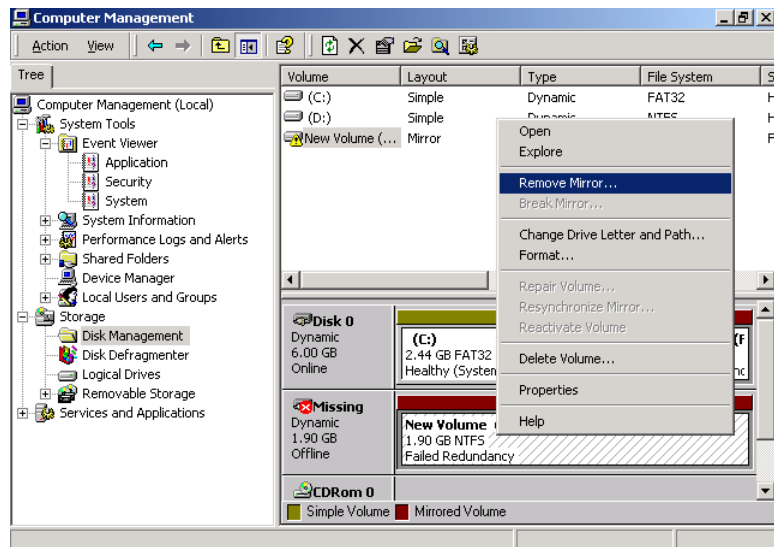 Computer Management
Action View
Tree
Computer Management (Local)
System Tools
Event Viewer
Application
Security
System
System Information
Performance Logs and Alerts
Shared Folders
Device Manager
Local Users and Groups
Storage
Disk Management
Disk Defragmenter
Logical Drives
Removable Storage
Services and Applications
Volume Layout Type File System S
(C:) Simple Dynamic FAT32 H
(D:) Simple Dynamic NTFS H
New Volume (... Mirror F
Open
Explore
Remove Mirror...
Break Mirror...
Change Drive Letter and Path...
Format...
Repair Volume...
Resynchronize Mirror...
Reactivate Volume
Delete Volume...
Properties
Help
Disk 0
Dynamic
6.00 GB
Online
(C:)
2.44 GB FAT32
Healthy (System
(F
Missing
Dynamic
1.90 GB
Offline
New Volume
1.90 GB NTFS
Failed Redundancy
CDRom 0
Simple Volume Mirrored Volume